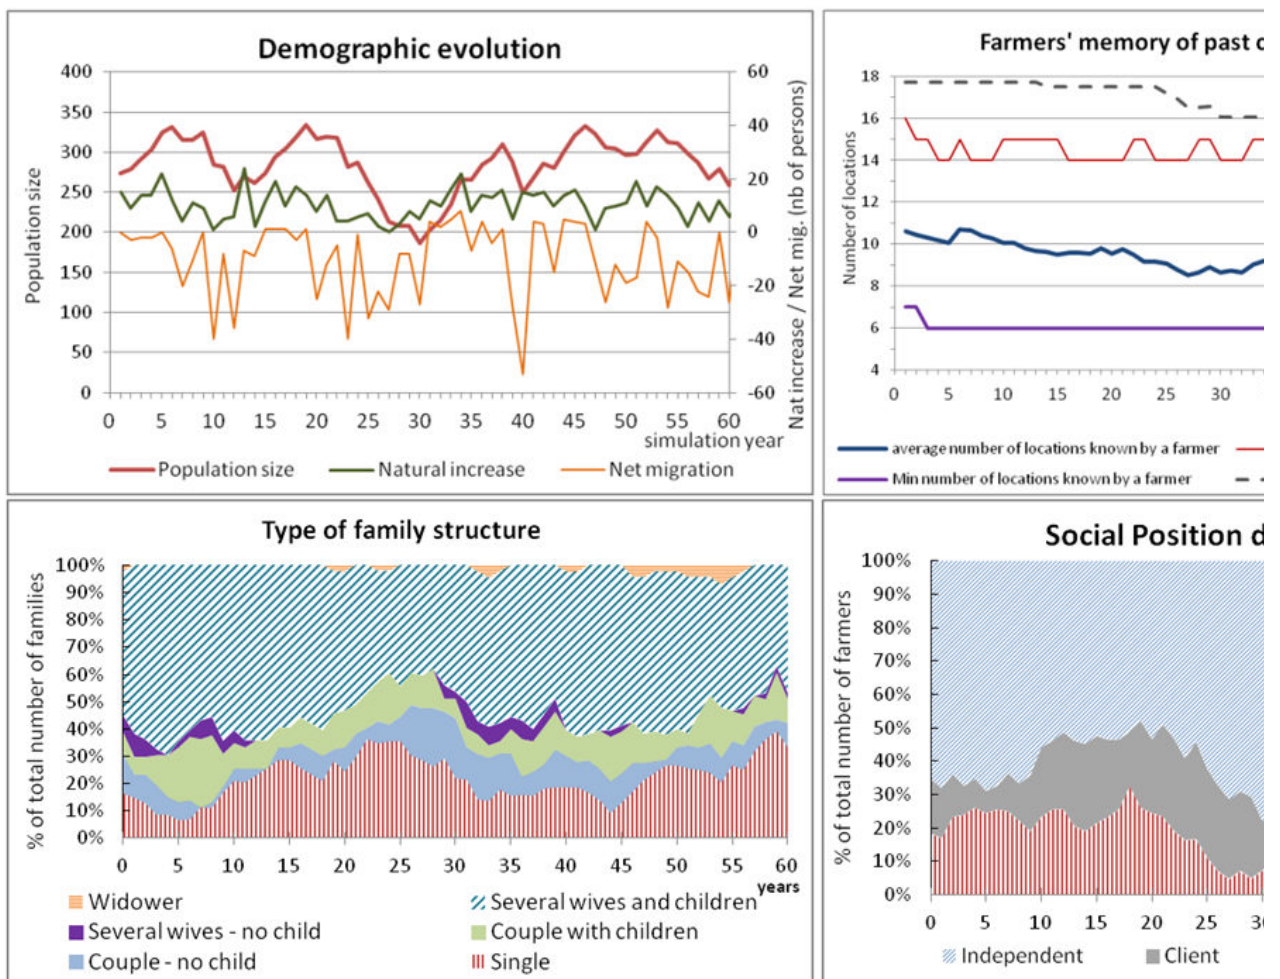 Demographic evolution
400
350
300
250
200
150
100
50
0
Population size
60
40
20
0
-20
-40
-60
Nat increase / Net mig. (nb of persons)
0 5 10 15 20 25 30 35 40 45 50 55 60
simulation year
Population size Natural increase Net migration
Farmers' memory of past
18
16
14
12
10
8
6
4
Number of locations
0 5 10 15 20 25 30
average number of locations known by a farmer
Min number of locations known by a farmer
Type of family structure
100%
90%
80%
70%
60%
50%
40%
30%
20%
10%
0%
% of total number of families
0 5 10 15 20 25 30 35 40 45 50 55 60
years
Widower Several wives and children
Several wives - no child Couple with children
Couple - no child Single
Social Position
100%
90%
80%
70%
60%
50%
40%
30%
20%
10%
0%
% of total number of farmers
0 5 10 15 20 25 30
Independent Client